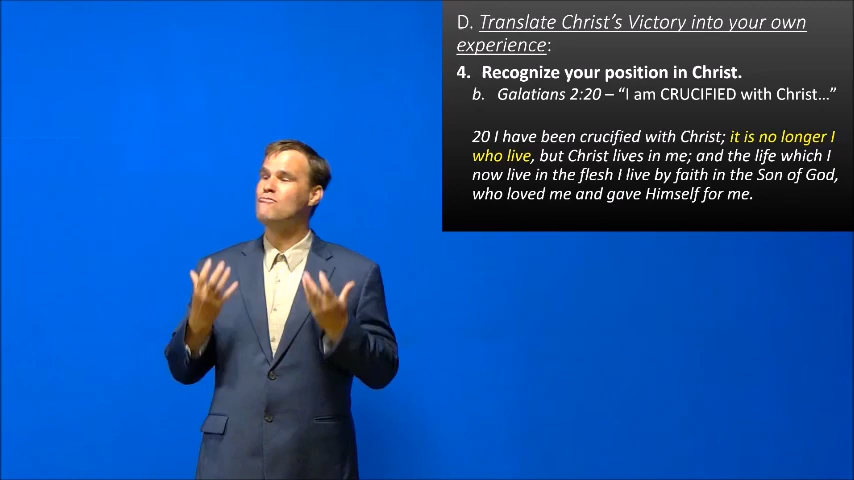 D. Translate Christ's Victory into your own
experience:
4. Recognize your position in Christ.
b. Galatians 2:20 – “I am CRUCIFIED with Christ…”
20 I have been crucified with Christ; it is no longer I
who live, but Christ lives in me; and the life which I
now live in the flesh I live by faith in the Son of God,
who loved me and gave Himself for me.